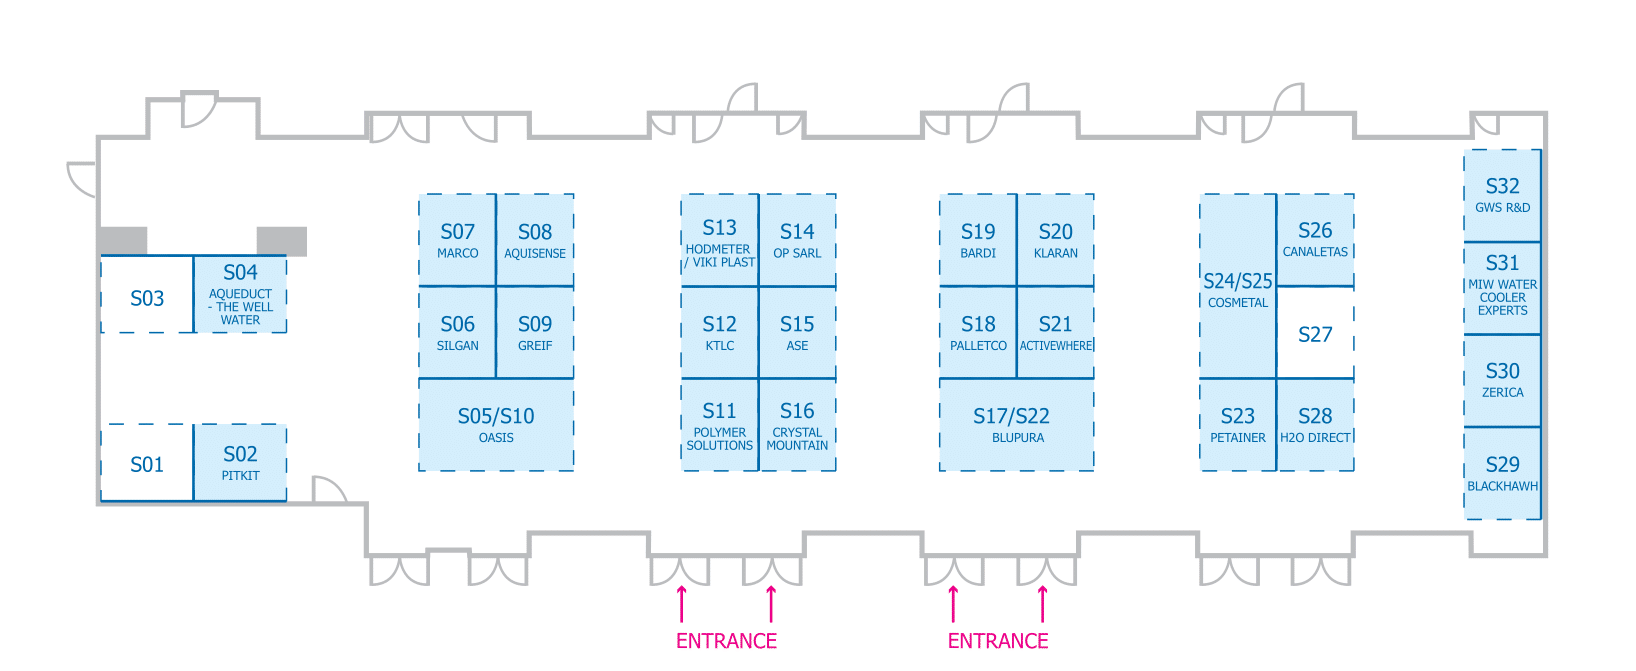 S03
S04
AQUEDUCT
- THE WELL
WATER
S01
S02
PITKIT
S07
MARCO
S08
AQUISENSE
S06
SILGAN
S09
GREIF
S05/S10
OASIS
S13
HODMETER
/ VIKI PLAST
S14
OP SARL
S12
KTLC
S15
ASE
S11
POLYMER
SOLUTIONS
S16
CRYSTAL
MOUNTAIN
S19
BARDI
S20
KLARAN
S18
PALLETCO
S21
ACTIVEWHERE
S17/S22
BLUPURA
S24/S25
COSMETAL
S26
CANALETAS
S27
S23
PETAINER
S28
H2O DIRECT
S32
GWS R&D
S31
MIW WATER
COOLER
EXPERTS
S30
ZERICA
S29
BLACKHAWH
ENTRANCE
ENTRANCE